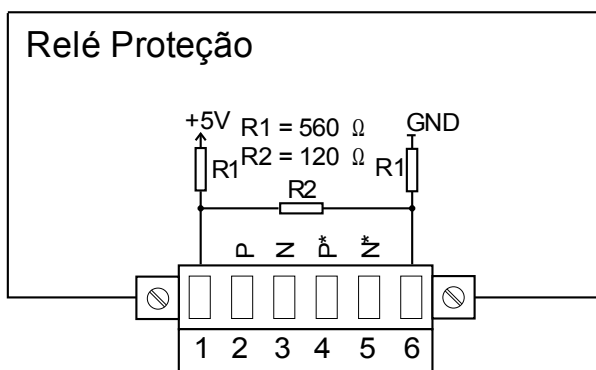 Relé Proteção
+5V R1 = 560 Ω GND
R1 R2 = 120 Ω R1
R2
P N P* N*
1 2 3 4 5 6